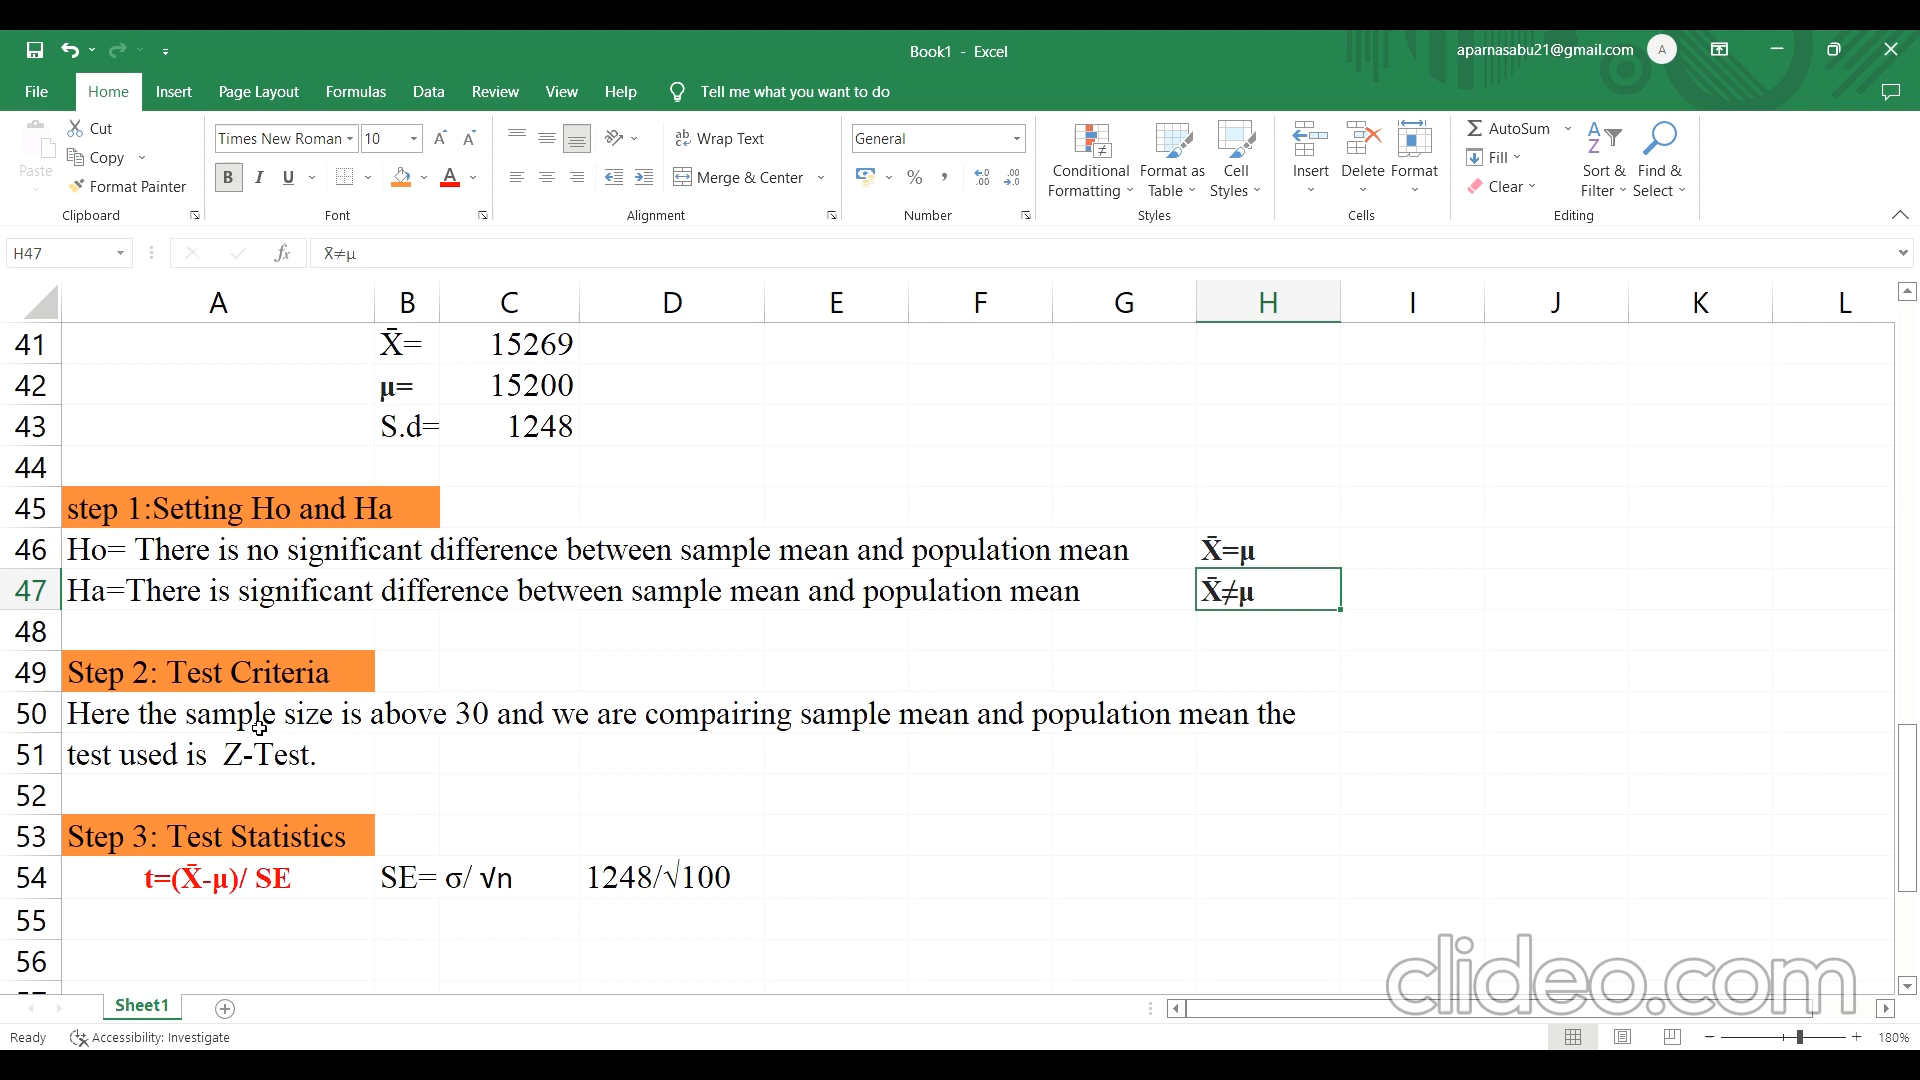 Book1 - Excel
aparnasabu21@gmail.com
A
File
Home
Insert
Page Layout
Formulas
Data
Review
View
Help
Tell me what you want to do
Paste
Cut
Copy
Format Painter
Clipboard
Times New Roman
10
B I U
Font
Wrap Text
Merge & Center
Alignment
General
%
Number
Conditional Formatting
Format as Table
Cell Styles
Styles
Insert
Delete
Format
Cells
AutoSum
Fill
Clear
Sort & Filter
Find & Select
Editing
H47
fx
X̄≠μ
A B C D E F G H I J K L
41 X̄= 15269
42 μ= 15200
43 S.d= 1248
44
45 step 1:Setting Ho and Ha
46 Ho= There is no significant difference between sample mean and population mean X̄=μ
47 Ha=There is significant difference between sample mean and population mean X̄≠μ
48
49 Step 2: Test Criteria
50 Here the sample size is above 30 and we are compairing sample mean and population mean the
51 test used is Z-Test.
52
53 Step 3: Test Statistics
54 t=(X̄-μ)/ SE SE= σ/ √n 1248/√100
55
56
clideo.com
Sheet1
Ready
Accessibility: Investigate
180%